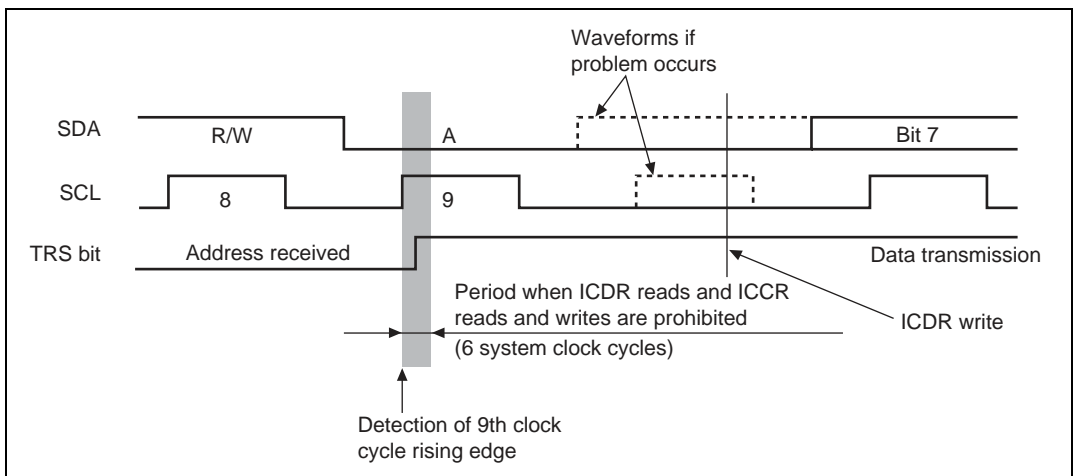 Waveforms if
problem occurs
SDA
R/W
A
Bit 7
SCL
8
9
TRS bit
Address received
Data transmission
Period when ICDR reads and ICCR
reads and writes are prohibited
(6 system clock cycles)
ICDR write
Detection of 9th clock
cycle rising edge